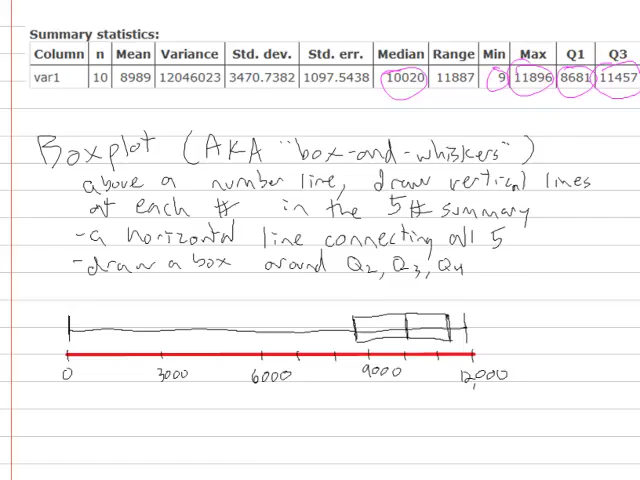 Summary statistics:
Column n Mean Variance Std. dev. Std. err. Median Range Min Max Q1 Q3
var1 10 8989 12046023 3470.7382 1097.5438 10020 11887 9 11896 8681 11457
Boxplot (AKA "box-and-whiskers")
above a number line, draw vertical lines
at each # in the 5# summary
-a horizontal line connecting all 5
-draw a box around Q2, Q3, Q4
0 3000 6000 9000 12,000